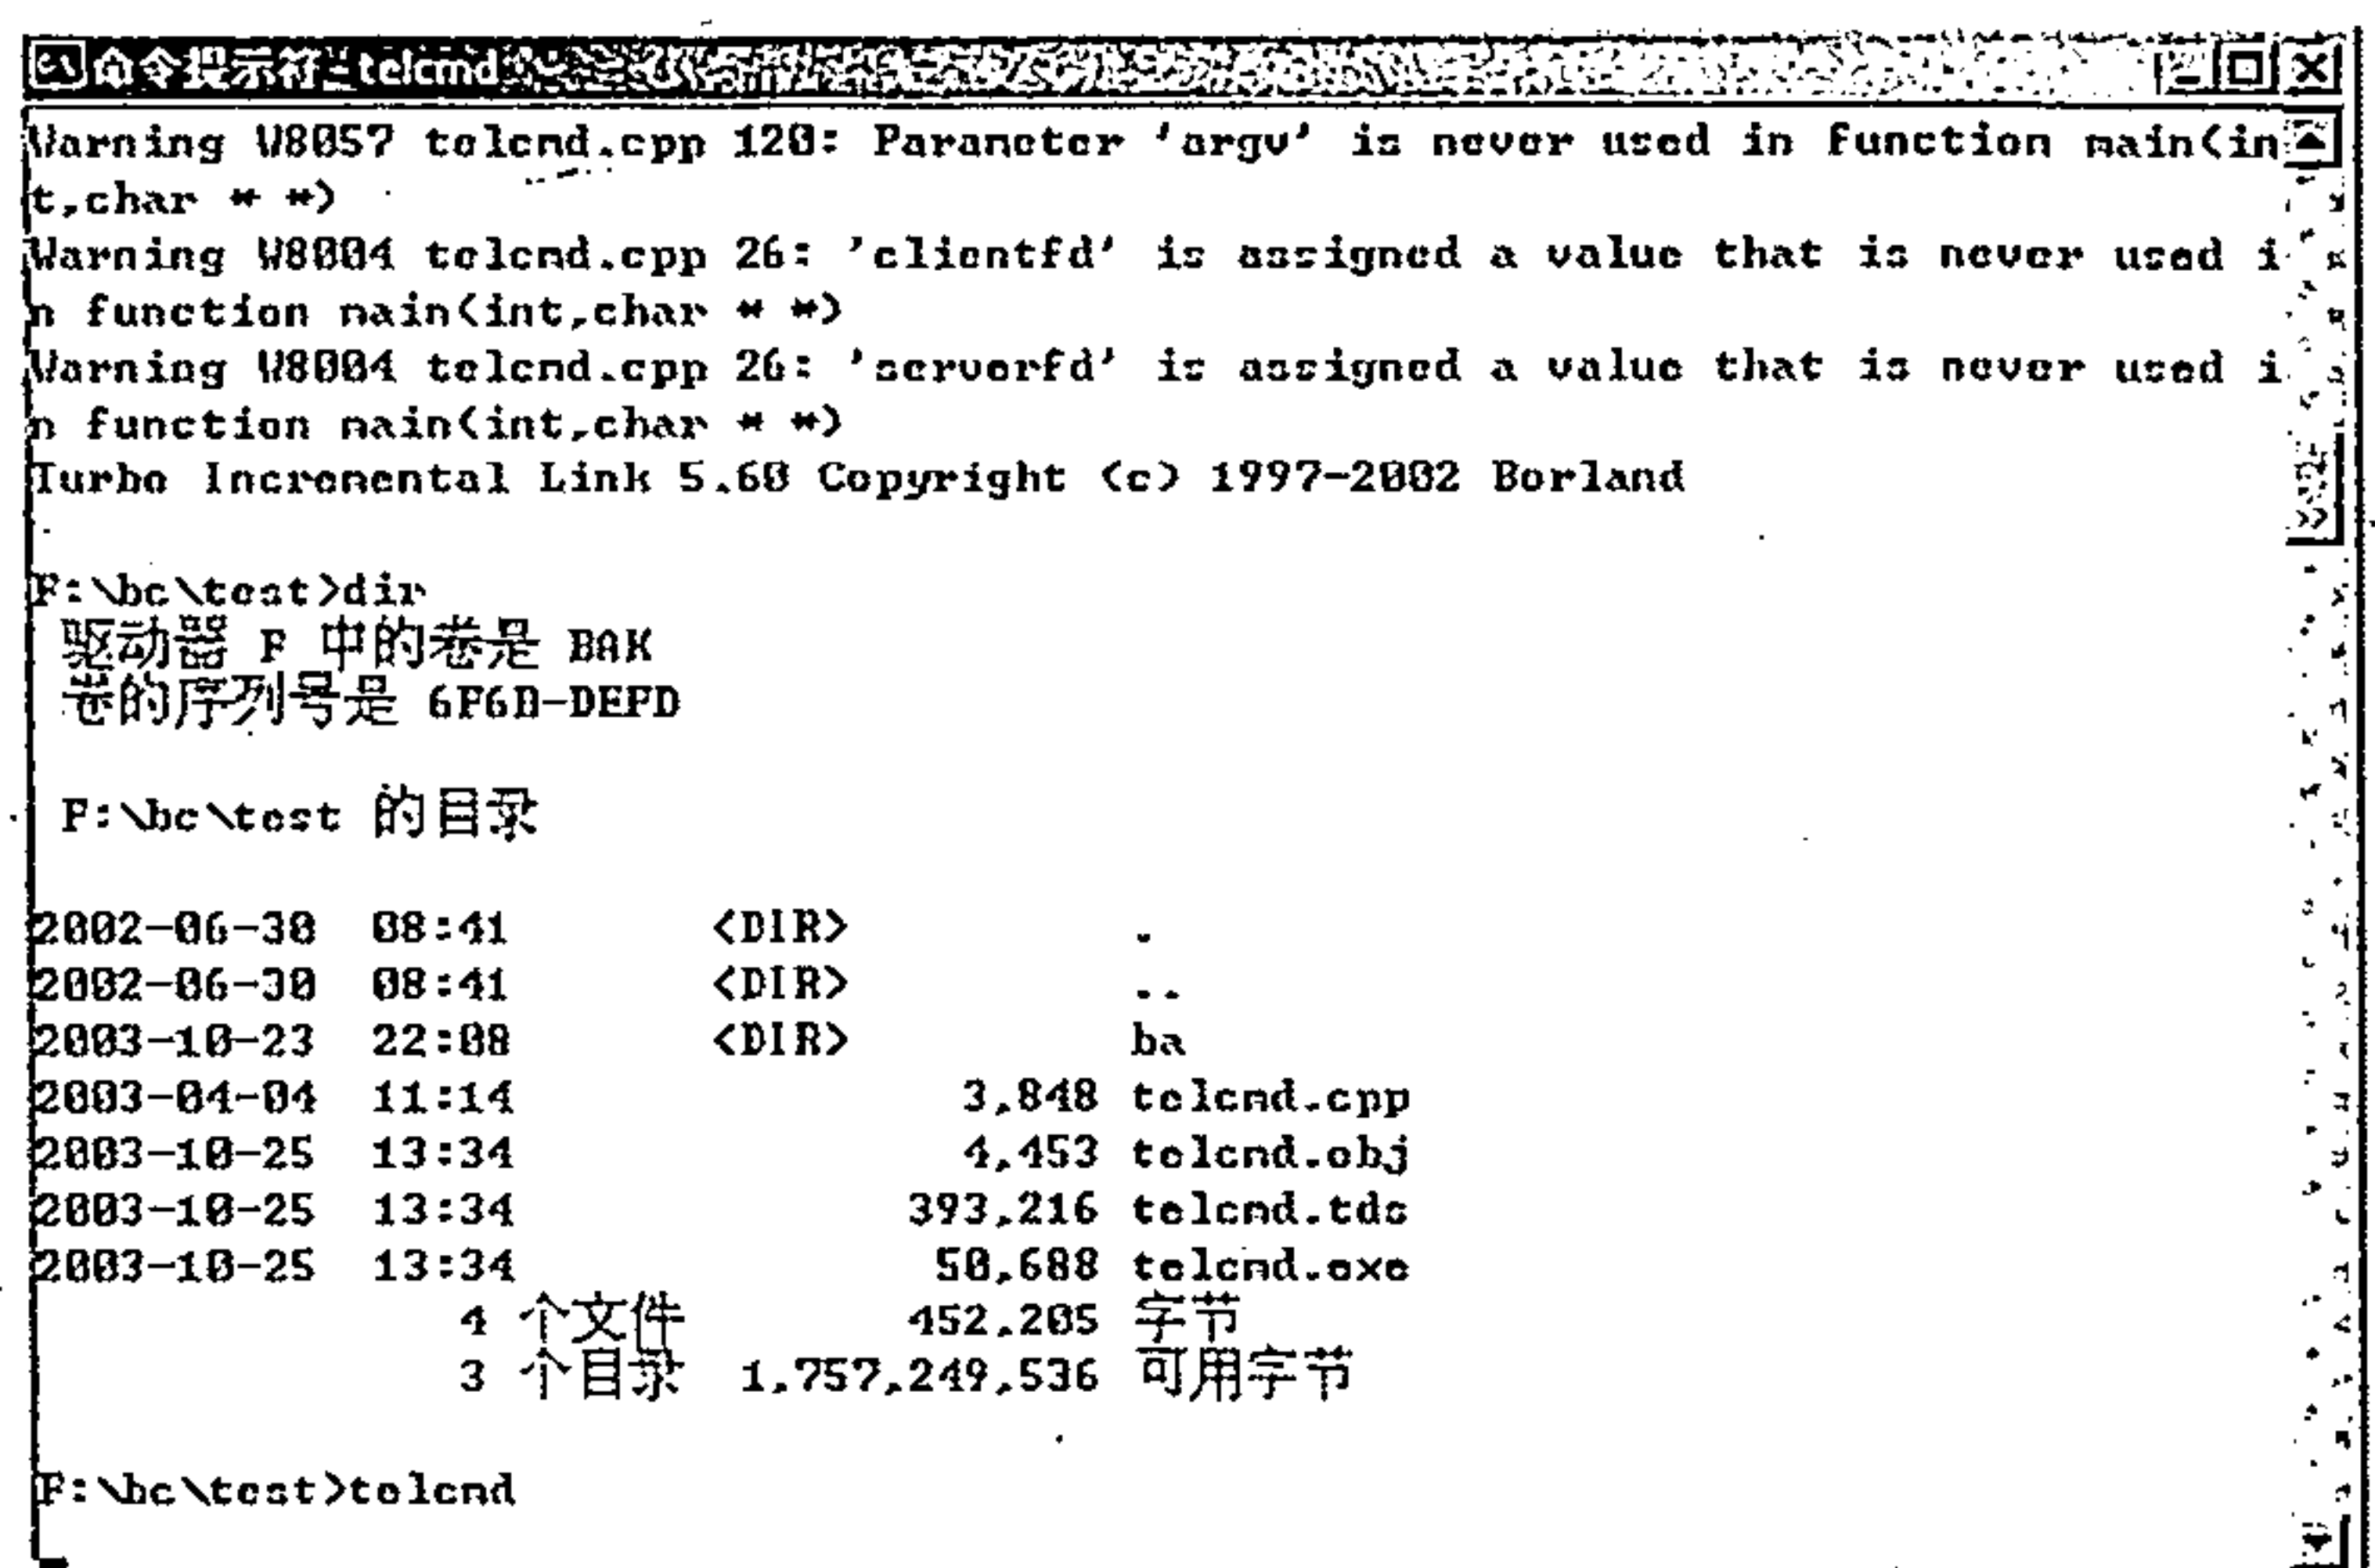 命令提示符 - telcmd
Warning W8057 telcmd.cpp 120: Parameter 'argv' is never used in function main(in
t,char * *)
Warning W8004 telcmd.cpp 26: 'clientfd' is assigned a value that is never used i
n function main(int,char * *)
Warning W8004 telcmd.cpp 26: 'serverfd' is assigned a value that is never used i
n function main(int,char * *)
Turbo Incremental Link 5.60 Copyright (c) 1997-2002 Borland
F:\bc\test>dir
驱动器 F 中的卷是 BAK
卷的序列号是
F:\bc\test 的目录
2002-06-30 08:41 <DIR> .
2002-06-30 08:41 <DIR> ..
2003-10-23 22:08 <DIR> ba
2003-04-04 11:14 3,848 telcmd.cpp
2003-10-25 13:34 4,453 telcmd.obj
2003-10-25 13:34 393,216 telcmd.tds
2003-10-25 13:34 50,688 telcmd.exe
4 个文件 452,205 字节
3 个目录 1,757,249,536 可用字节
F:\bc\test>telcmd